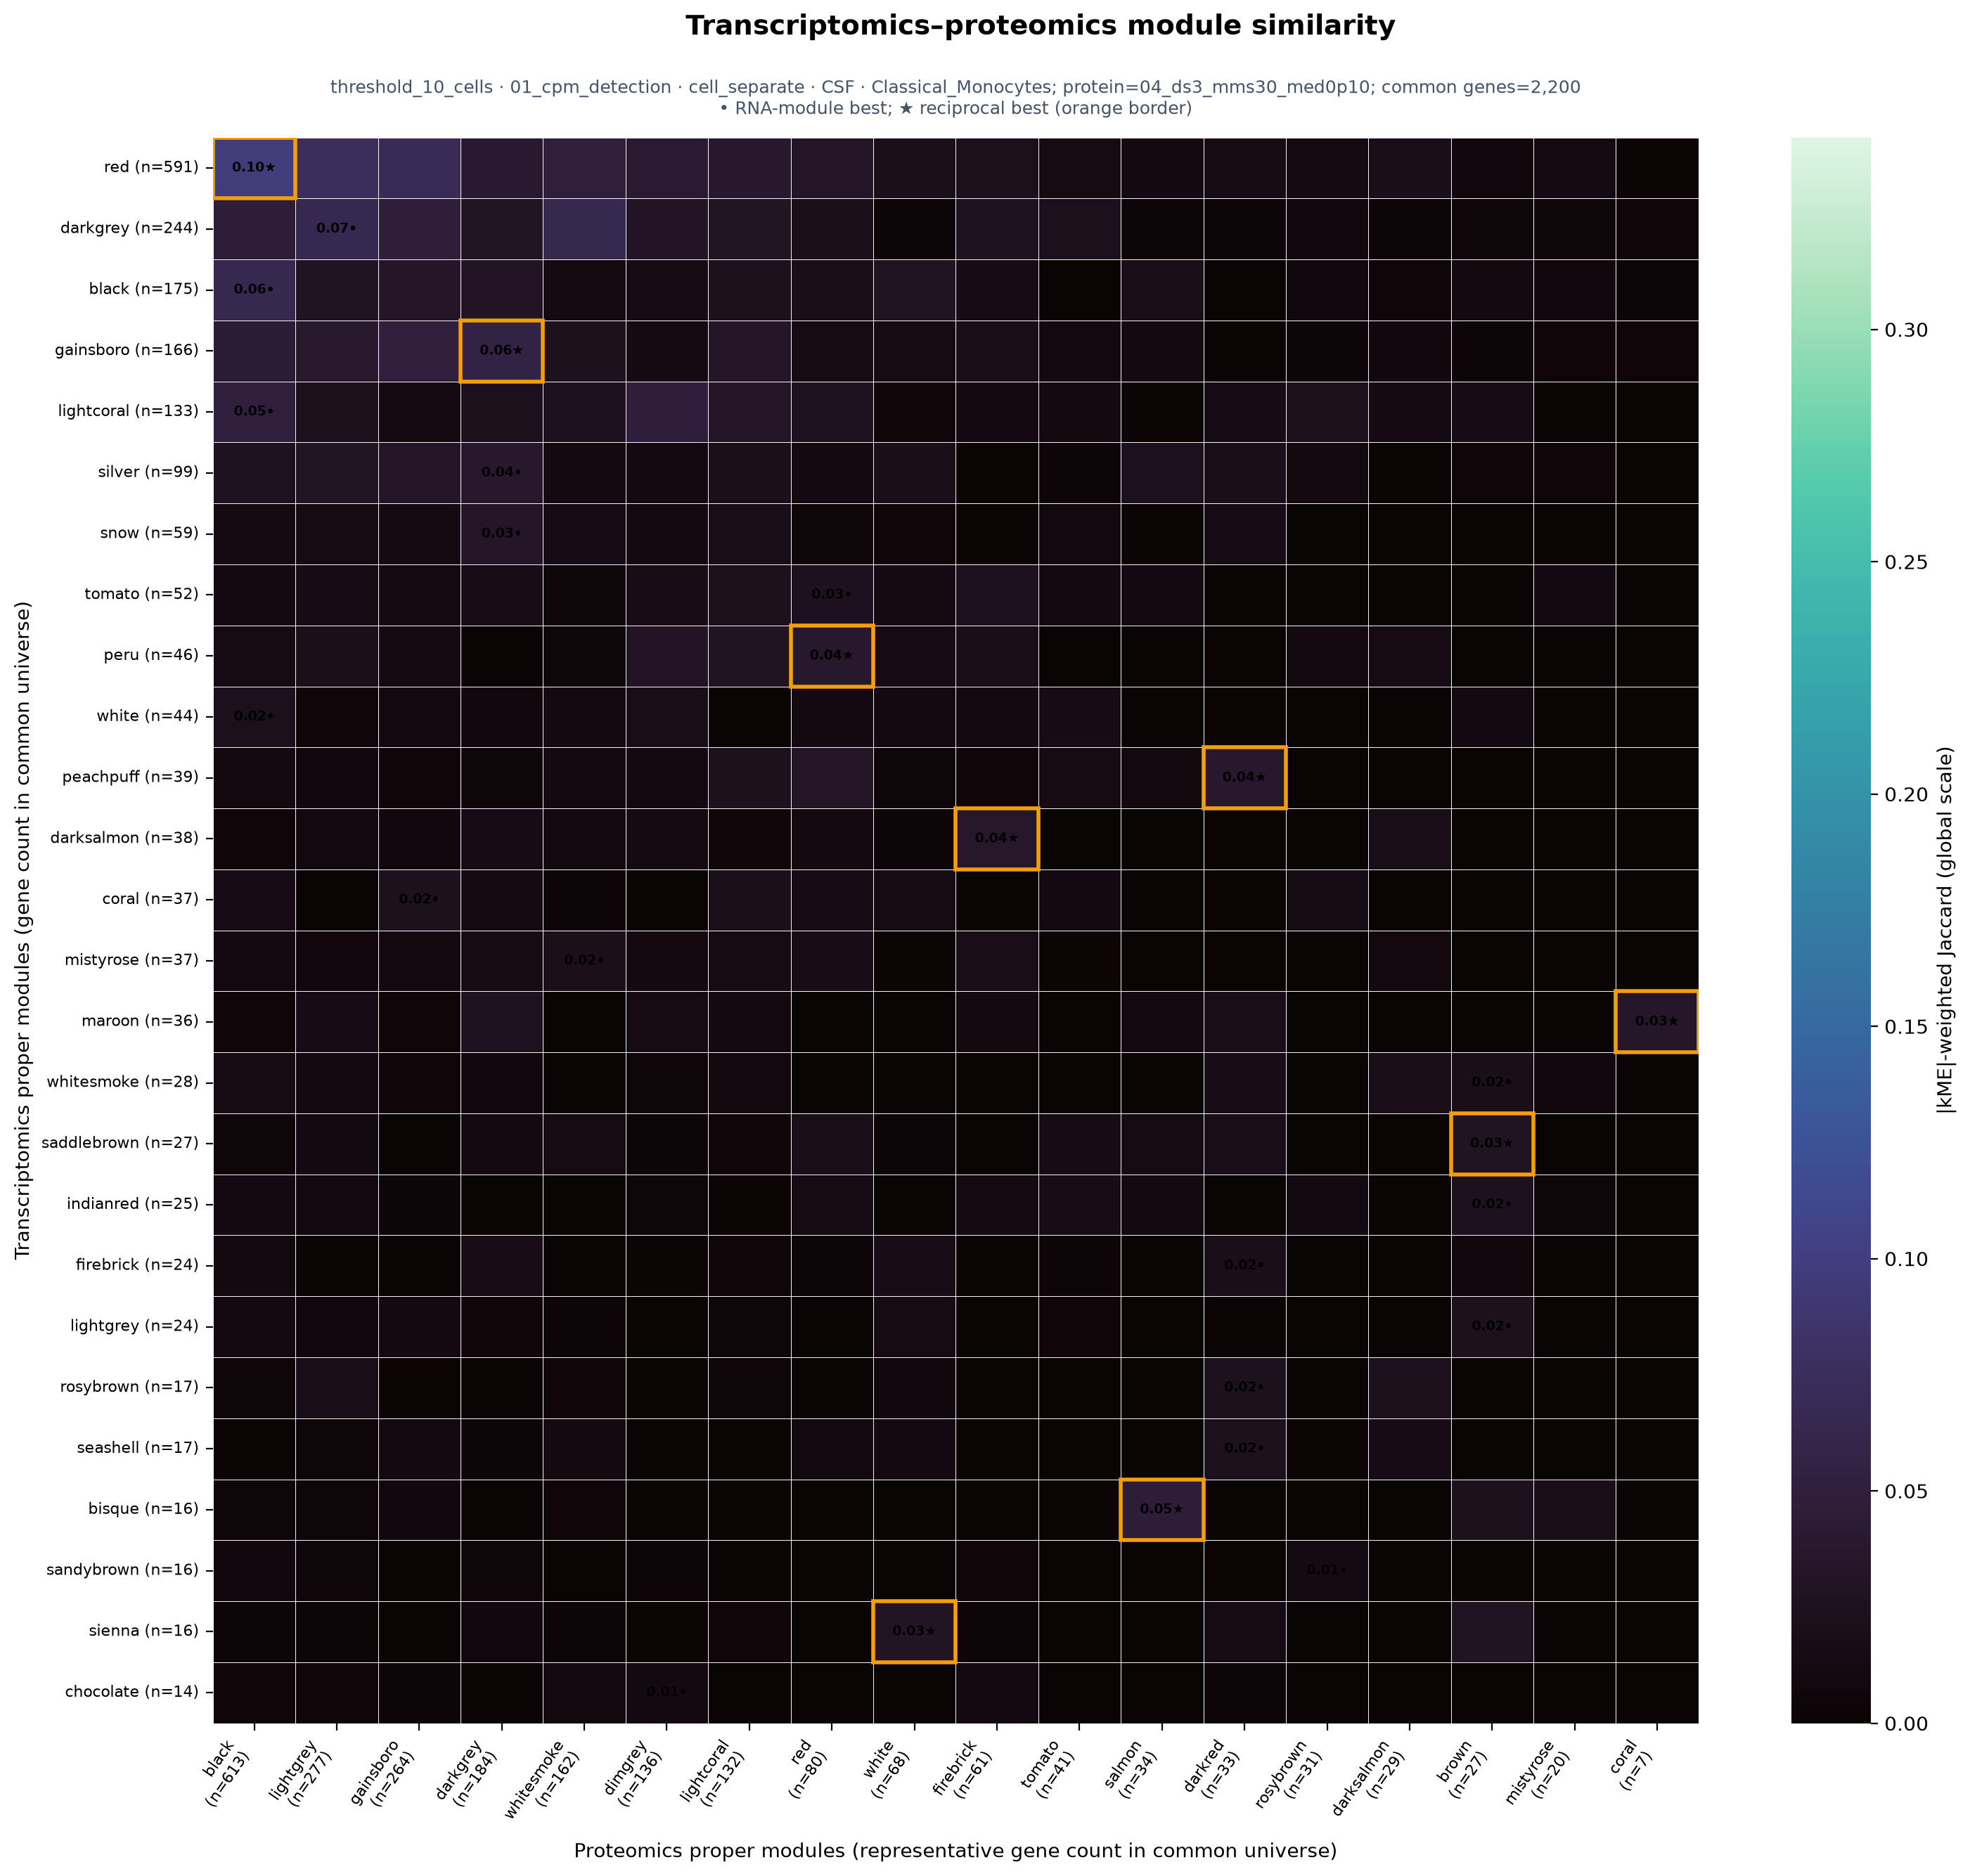 Transcriptomics–proteomics module similarity
threshold_10_cells · 01_cpm_detection · cell_separate · CSF · Classical_Monocytes; protein=04_ds3_mms30_med0p10; common genes=2,200
• RNA-module best; ★ reciprocal best (orange border)
Transcriptomics proper modules (gene count in common universe)
red (n=591)
0.10★
darkgrey (n=244)
0.07•
black (n=175)
0.06•
gainsboro (n=166)
0.06★
lightcoral (n=133)
0.05•
silver (n=99)
0.04•
snow (n=59)
0.03•
tomato (n=52)
0.03•
peru (n=46)
0.04★
white (n=44)
0.02•
peachpuff (n=39)
0.04★
darksalmon (n=38)
0.04★
coral (n=37)
0.02•
mistyrose (n=37)
0.02•
maroon (n=36)
0.03★
whitesmoke (n=28)
0.02•
saddlebrown (n=27)
0.03★
indianred (n=25)
0.02•
firebrick (n=24)
0.02•
lightgrey (n=24)
0.02•
rosybrown (n=17)
0.02•
seashell (n=17)
0.02•
bisque (n=16)
0.05★
sandybrown (n=16)
0.01•
sienna (n=16)
0.03★
chocolate (n=14)
0.01•
black
(n=613)
lightgrey
(n=277)
gainsboro
(n=264)
darkgrey
(n=184)
whitesmoke
(n=162)
dimgrey
(n=136)
lightcoral
(n=132)
red
(n=80)
white
(n=68)
firebrick
(n=61)
tomato
(n=41)
salmon
(n=34)
darkred
(n=33)
rosybrown
(n=31)
darksalmon
(n=29)
brown
(n=27)
mistyrose
(n=20)
coral
(n=7)
Proteomics proper modules (representative gene count in common universe)
0.30
0.25
0.20
0.15
0.10
0.05
0.00
|kME|-weighted Jaccard (global scale)